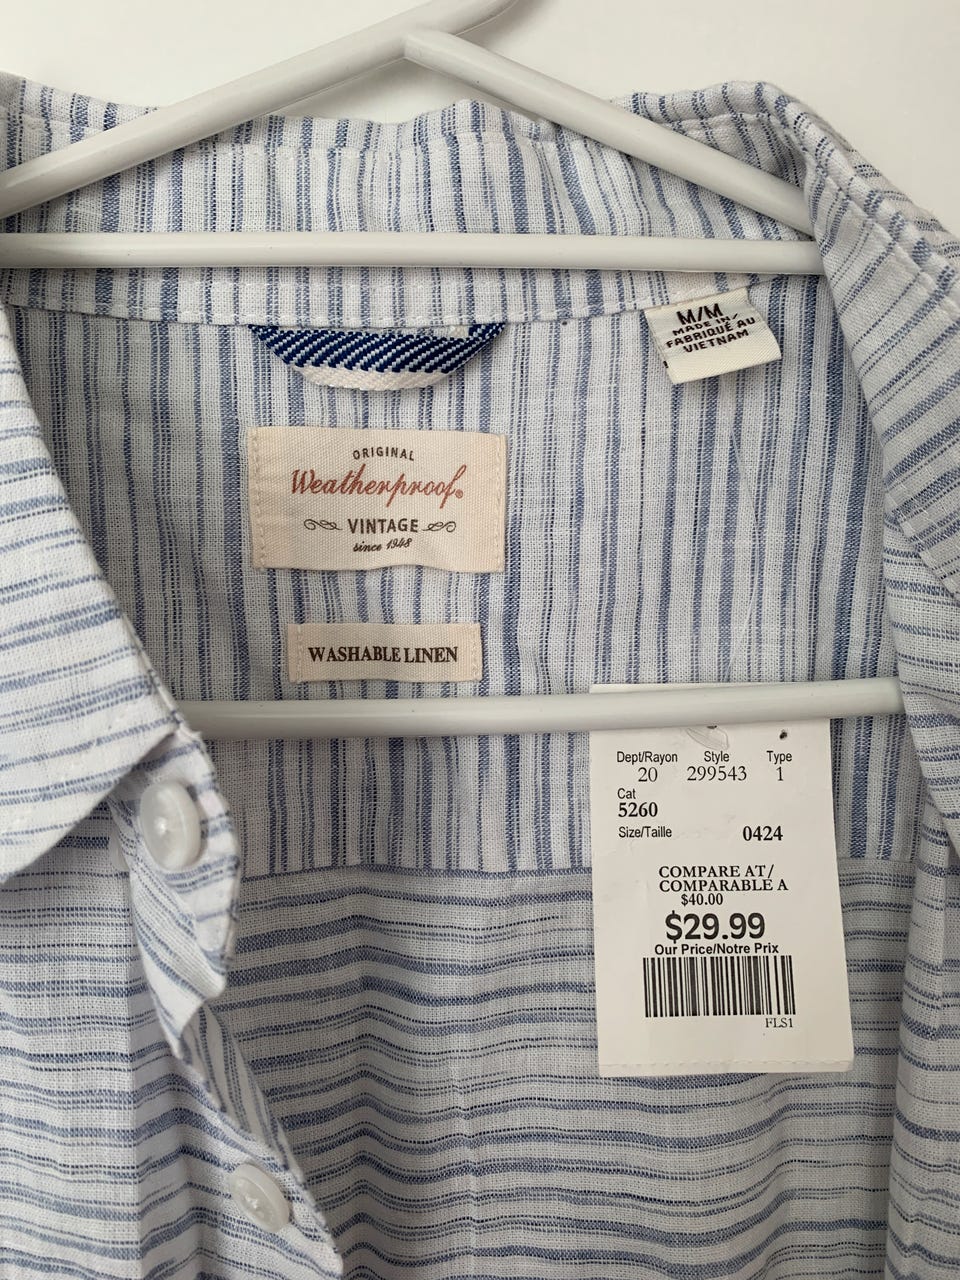 M/M
MADE IN/
FABRIQUÉ AU
VIETNAM
ORIGINAL
Weatherproof®
VINTAGE
since 1948
WASHABLE LINEN
Dept/Rayon Style Type
20 299543 1
Cat
5260
Size/Taille 0424
COMPARE AT/
COMPARABLE A
$40.00
$29.99
Our Price/Notre Prix
FLS1